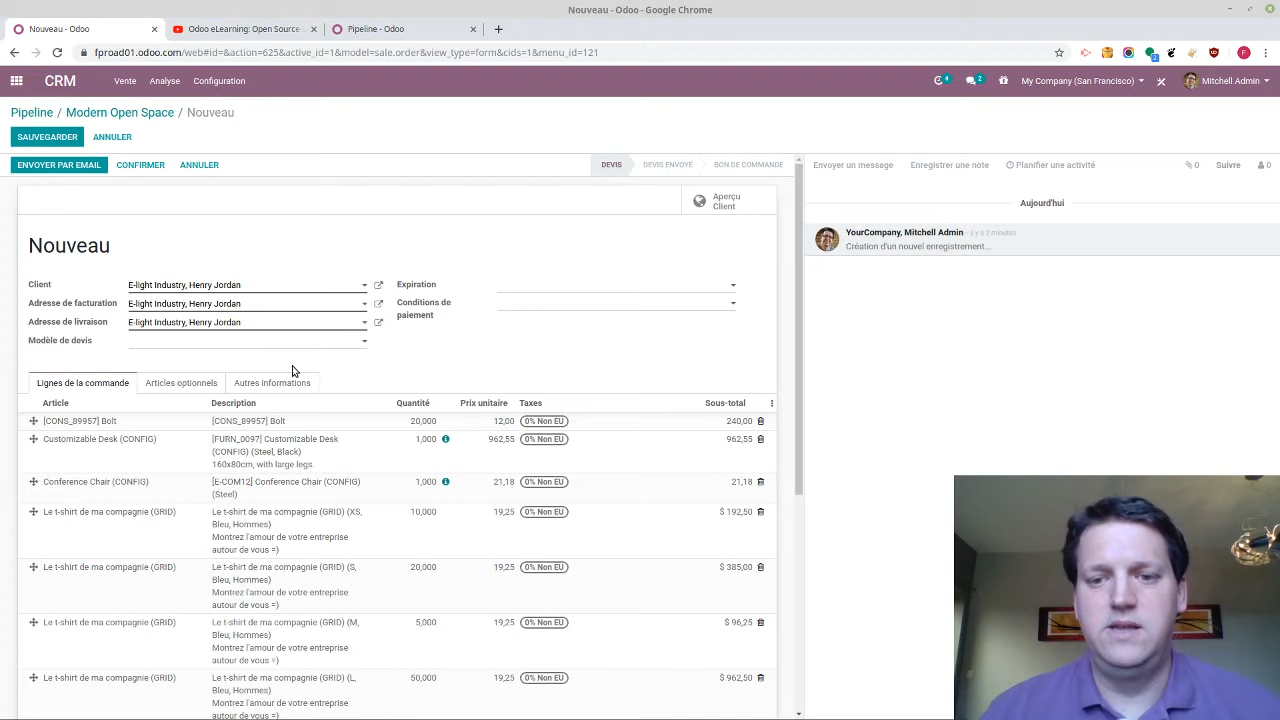 Nouveau - Odoo - Google Chrome
Nouveau - Odoo
Odoo eLearning: Open Source
Pipeline - Odoo
fproad01.odoo.com/web#id=&action=625&active_id=1&model=sale.order&view_type=form&cids=1&menu_id=121
2
F
CRM Vente Analyse Configuration
4 2 My Company (San Francisco) Mitchell Admin
Pipeline / Modern Open Space / Nouveau
SAUVEGARDER ANNULER
ENVOYER PAR EMAIL CONFIRMER ANNULER
DEVIS DEVIS ENVOYÉ BON DE COMMANDE
Envoyer un message Enregistrer une note Planifier une activité 0 Suivre 0
Aperçu
Client
Aujourd'hui
YourCompany, Mitchell Admin - il y a 2 minutes
Création d'un nouvel enregistrement...
Nouveau
Client E-light Industry, Henry Jordan
Adresse de facturation E-light Industry, Henry Jordan
Adresse de livraison E-light Industry, Henry Jordan
Modèle de devis
Expiration
Conditions de
paiement
Lignes de la commande Articles optionnels Autres informations
Article Description Quantité Prix unitaire Taxes Sous-total
[CONS_89957] Bolt [CONS_89957] Bolt 20,000 12,00 0% Non EU 240,00
Customizable Desk (CONFIG) [FURN_0097] Customizable Desk 1,000 962,55 0% Non EU 962,55
(CONFIG) (Steel, Black)
160x80cm, with large legs.
Conference Chair (CONFIG) [E-COM12] Conference Chair (CONFIG) 1,000 21,18 0% Non EU 21,18
(Steel)
Le t-shirt de ma compagnie (GRID) Le t-shirt de ma compagnie (GRID) (XS, 10,000 19,25 0% Non EU $ 192,50
Bleu, Hommes)
Montrez l'amour de votre entreprise
autour de vous =)
Le t-shirt de ma compagnie (GRID) Le t-shirt de ma compagnie (GRID) (S, 20,000 19,25 0% Non EU $ 385,00
Bleu, Hommes)
Montrez l'amour de votre entreprise
autour de vous =)
Le t-shirt de ma compagnie (GRID) Le t-shirt de ma compagnie (GRID) (M, 5,000 19,25 0% Non EU $ 96,25
Bleu, Hommes)
Montrez l'amour de votre entreprise
autour de vous =)
Le t-shirt de ma compagnie (GRID) Le t-shirt de ma compagnie (GRID) (L, 50,000 19,25 0% Non EU $ 962,50
Bleu, Hommes)
Montrez l'amour de votre entreprise